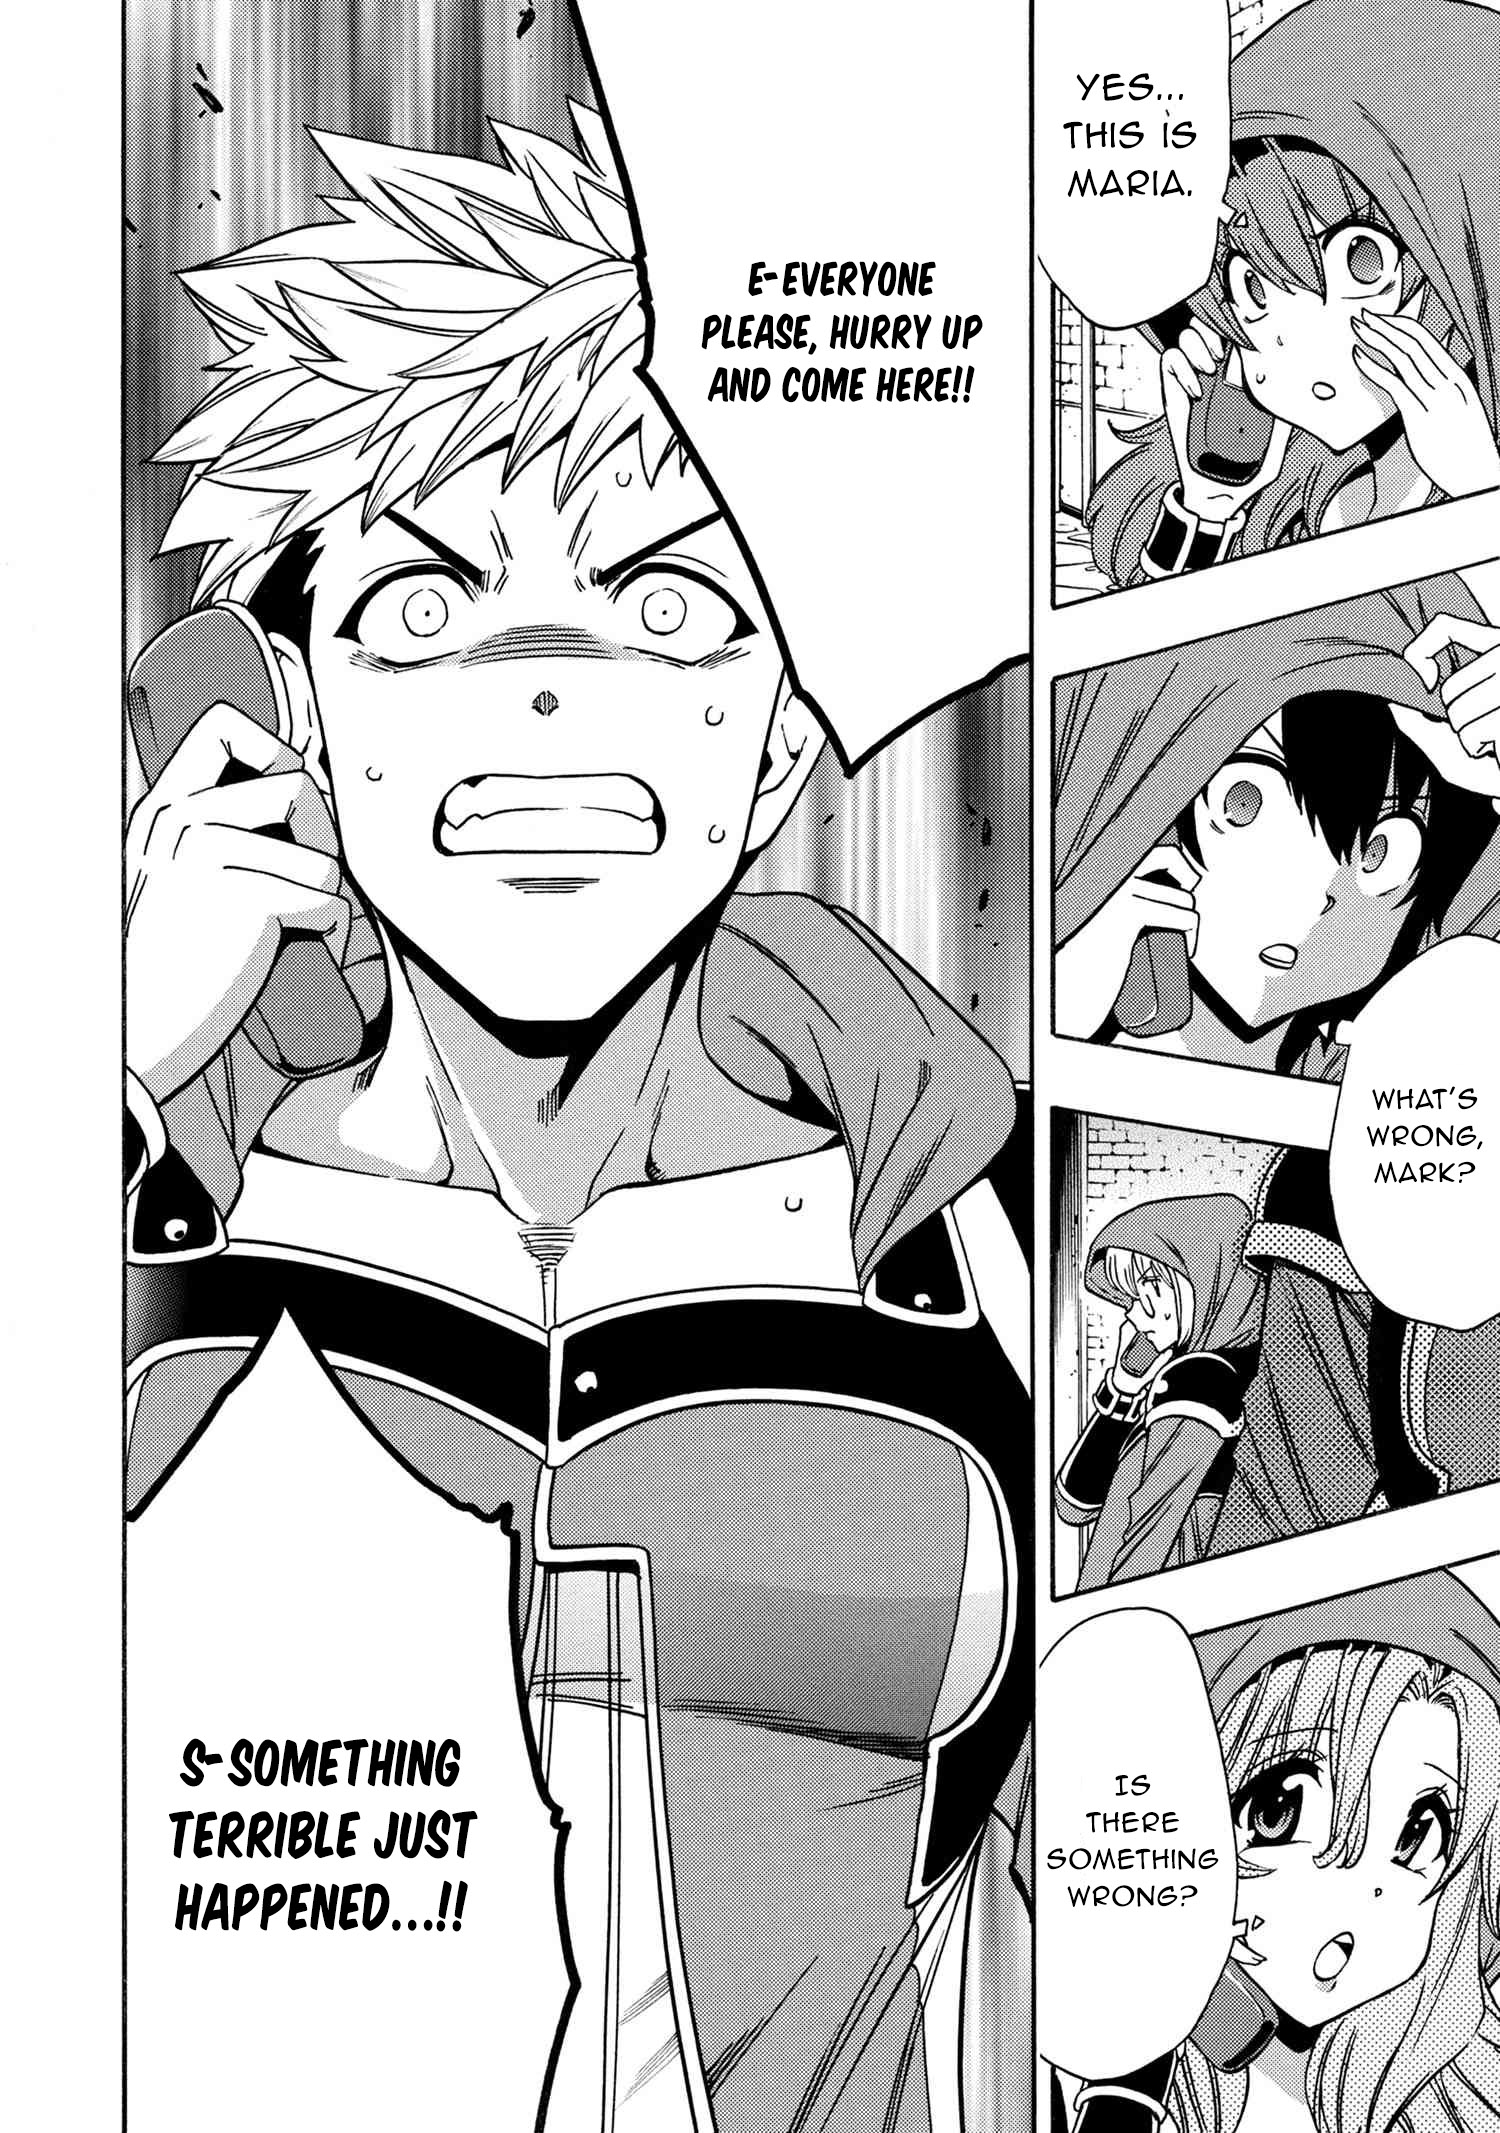 YES...
THIS IS
MARIA.
WHAT'S
WRONG,
MARK?
IS
THERE
SOMETHING
WRONG?
E-EVERYONE
PLEASE, HURRY UP
AND COME HERE!!
S-SOMETHING
TERRIBLE JUST
HAPPENED...!!